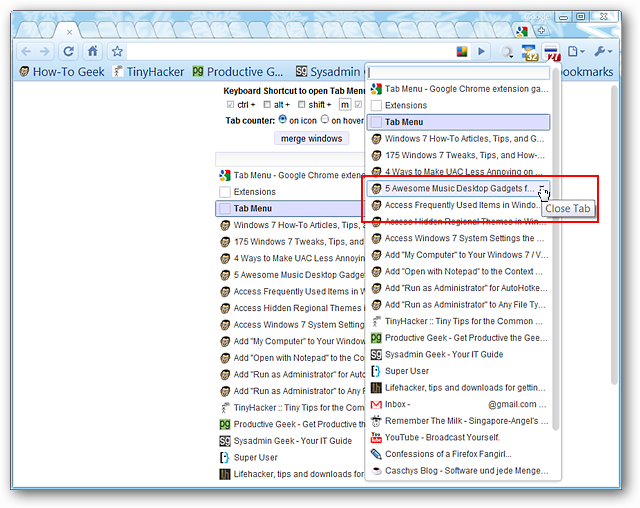 32
27
How-To Geek
TinyHacker
Productive G...
Sysadmin
bookmarks
Keyboard Shortcut to open Tab Menu
ctrl +
alt +
shift +
m
Tab counter:
on icon
on hover
merge windows
Tab Menu - Google Chrome exten
Extensions
Tab Menu
Windows 7 How-To Articles, Tips, and
175 Windows 7 Tweaks, Tips, and
4 Ways to Make UAC Less Annoying
5 Awesome Music Desktop Gadge
Access Frequently Used Items in W
Access Hidden Regional Themes i
Access Windows 7 System Setting
Add "My Computer" to Your Window
Add "Open with Notepad" to the Co
Add "Run as Administrator" for Auto
Add "Run as Administrator" to Any F
TinyHacker :: Tiny Tips for the Com
Productive Geek - Get Productive the
Sysadmin Geek - Your IT Guide
Super User
Lifehacker, tips and downloads for
Tab Menu - Google Chrome extension ga...
Extensions
Tab Menu
Windows 7 How-To Articles, Tips, and G...
175 Windows 7 Tweaks, Tips, and How-...
4 Ways to Make UAC Less Annoying on ...
5 Awesome Music Desktop Gadgets f...
Access Frequently Used Items in Windo...
Close Tab
Access Hidden Regional Themes in Win...
Access Windows 7 System Settings the ...
Add "My Computer" to Your Windows 7 / V...
Add "Open with Notepad" to the Context ...
Add "Run as Administrator" for AutoHotke...
Add "Run as Administrator" to Any File Ty...
TinyHacker :: Tiny Tips for the Common ...
Productive Geek - Get Productive the Gee...
Sysadmin Geek - Your IT Guide
Super User
Lifehacker, tips and downloads for gettin...
Inbox - @gmail.com ...
Remember The Milk - Singapore-Angel's ...
YouTube - Broadcast Yourself.
Confessions of a Firefox Fangirl...
Caschys Blog - Software und jede Menge...